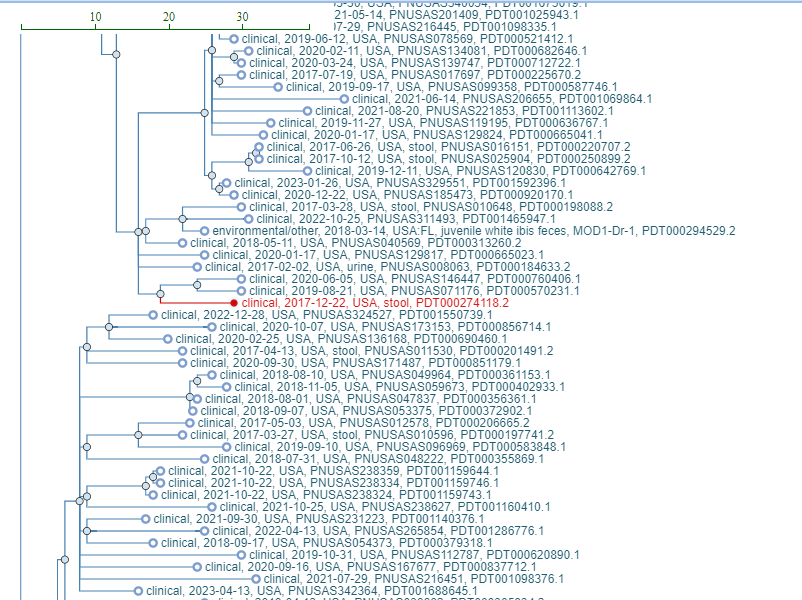 10 20 30
21-05-14, PNUSAS201409, PDT001025943.1
7-29, PNUSAS216445, PDT001098335.1
clinical, 2019-06-12, USA, PNUSAS078569, PDT000521412.1
clinical, 2020-02-11, USA, PNUSAS134081, PDT000682646.1
clinical, 2020-03-24, USA, PNUSAS139747, PDT000712722.1
clinical, 2017-07-19, USA, PNUSAS017697, PDT000225670.2
clinical, 2019-09-17, USA, PNUSAS099358, PDT000587746.1
clinical, 2021-06-14, USA, PNUSAS206655, PDT001069864.1
clinical, 2021-08-20, USA, PNUSAS221853, PDT001113602.1
clinical, 2019-11-27, USA, PNUSAS119195, PDT000636767.1
clinical, 2020-01-17, USA, PNUSAS129824, PDT000665041.1
clinical, 2017-06-26, USA, stool, PNUSAS016151, PDT000220707.2
clinical, 2017-10-12, USA, stool, PNUSAS025904, PDT000250899.2
clinical, 2019-12-11, USA, PNUSAS120830, PDT000642769.1
clinical, 2023-01-26, USA, PNUSAS329551, PDT001592396.1
clinical, 2020-12-22, USA, PNUSAS185473, PDT000920170.1
clinical, 2017-03-28, USA, stool, PNUSAS010648, PDT000198088.2
clinical, 2022-10-25, USA, PNUSAS311493, PDT001465947.1
environmental/other, 2018-03-14, USA:FL, juvenile white ibis feces, MOD1-Dr-1, PDT000294529.2
clinical, 2018-05-11, USA, PNUSAS040569, PDT000313260.2
clinical, 2020-01-17, USA, PNUSAS129817, PDT000665023.1
clinical, 2017-02-02, USA, urine, PNUSAS008063, PDT000184633.2
clinical, 2020-06-05, USA, PNUSAS146447, PDT000760406.1
clinical, 2019-08-21, USA, PNUSAS071176, PDT000570231.1
clinical, 2017-12-22, USA, stool, PDT000274118.2
clinical, 2022-12-28, USA, PNUSAS324527, PDT001550739.1
clinical, 2020-10-07, USA, PNUSAS173153, PDT000856714.1
clinical, 2020-02-25, USA, PNUSAS136168, PDT000690460.1
clinical, 2017-04-13, USA, stool, PNUSAS011530, PDT000201491.2
clinical, 2020-09-30, USA, PNUSAS171487, PDT000851179.1
clinical, 2018-08-10, USA, PNUSAS049964, PDT000361153.1
clinical, 2018-11-05, USA, PNUSAS059673, PDT000402933.1
clinical, 2018-08-01, USA, PNUSAS047837, PDT000356361.1
clinical, 2018-09-07, USA, PNUSAS053375, PDT000372902.1
clinical, 2017-05-03, USA, PNUSAS012578, PDT000206665.2
clinical, 2017-03-27, USA, stool, PNUSAS010596, PDT000197741.2
clinical, 2019-09-10, USA, PNUSAS096969, PDT000583848.1
clinical, 2018-07-31, USA, PNUSAS048222, PDT000355869.1
clinical, 2021-10-22, USA, PNUSAS238359, PDT001159644.1
clinical, 2021-10-22, USA, PNUSAS238334, PDT001159746.1
clinical, 2021-10-22, USA, PNUSAS238324, PDT001159743.1
clinical, 2021-10-25, USA, PNUSAS238627, PDT001160410.1
clinical, 2021-09-30, USA, PNUSAS231223, PDT001140376.1
clinical, 2022-04-13, USA, PNUSAS265854, PDT001286776.1
clinical, 2018-09-17, USA, PNUSAS054373, PDT000379318.1
clinical, 2019-10-31, USA, PNUSAS112787, PDT000620890.1
clinical, 2020-09-16, USA, PNUSAS167677, PDT000837712.1
clinical, 2021-07-29, USA, PNUSAS216451, PDT001098376.1
clinical, 2023-04-13, USA, PNUSAS342364, PDT001688645.1